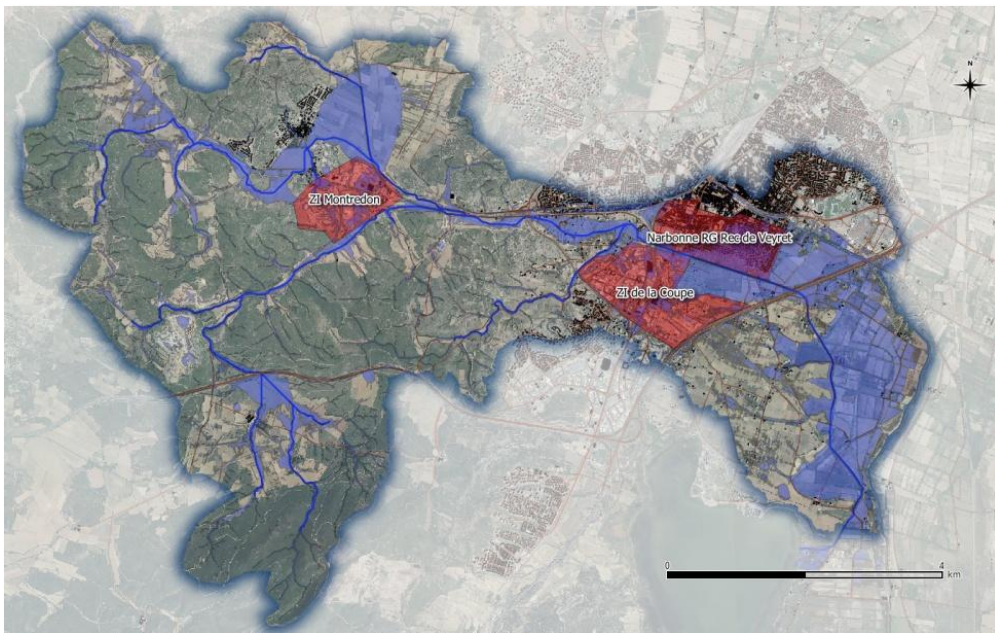 N
ZI Montredon
Narbonne RG Rec de Veyret
ZI de la Coupe
0 4
km